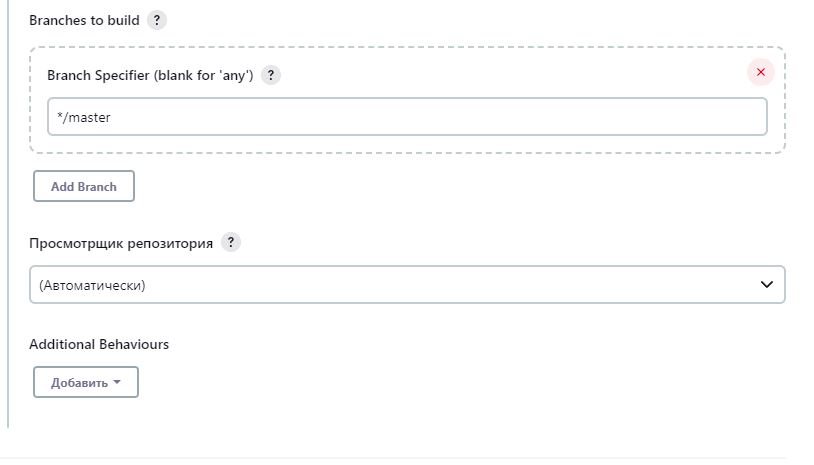 Branches to build ?
Branch Specifier (blank for 'any') ?
*/master
Add Branch
Просмотрщик репозитория ?
(Автоматически)
Additional Behaviours
Добавить